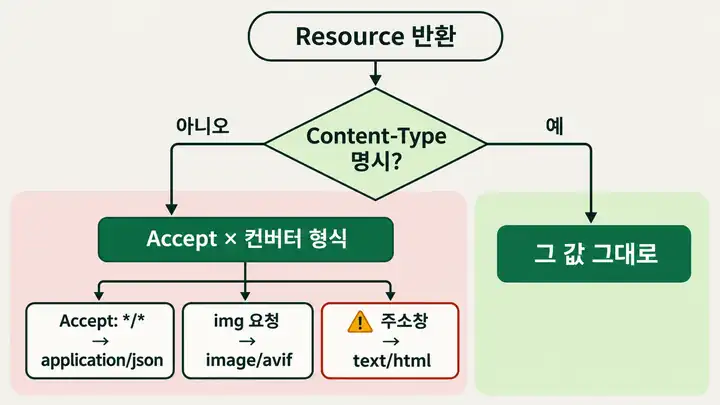 Resource 반환
Content-Type
명시?
아니오
예
Accept × 컨버터 형식
그 값 그대로
Accept: */*
→
application/json
img 요청
→
image/avif
주소창
→
text/html